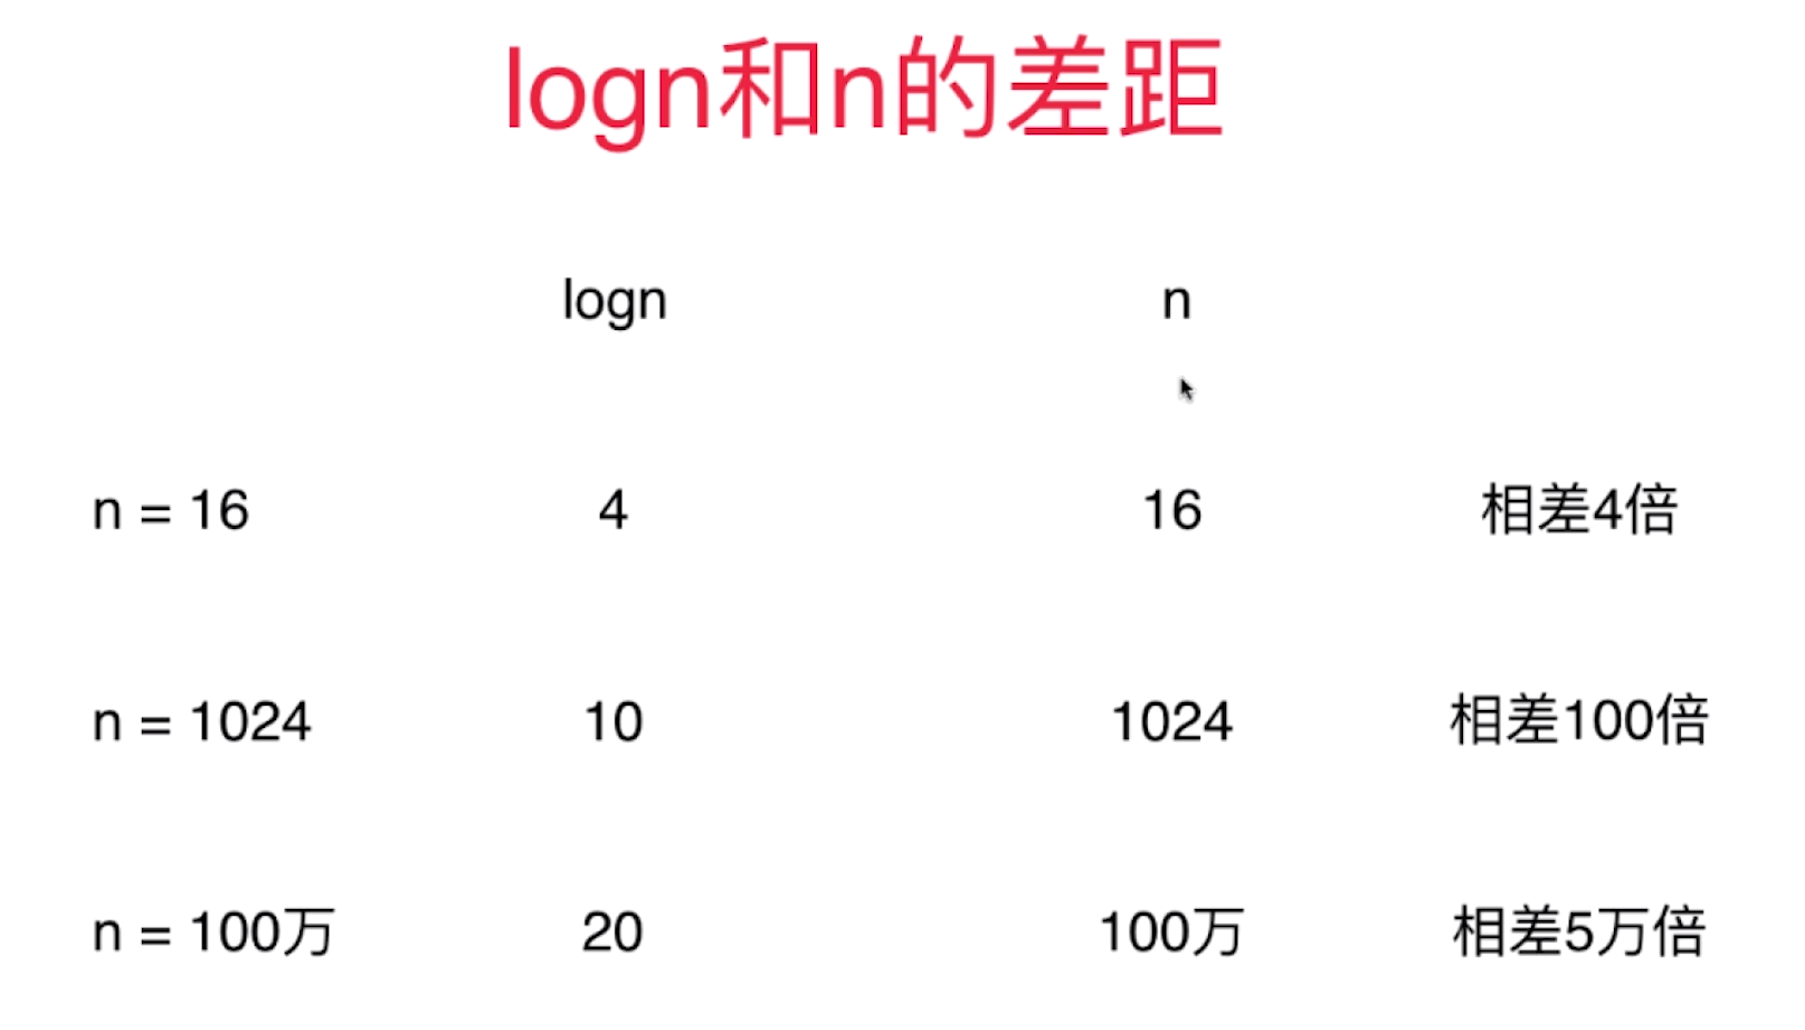 logn和n的差距
logn n
n = 16 4 16 相差4倍
n = 1024 10 1024 相差100倍
n = 100万 20 100万 相差5万倍